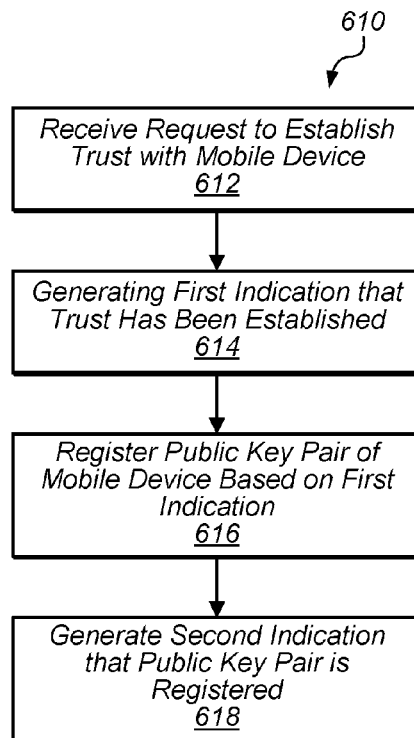 610
Receive Request to Establish
Trust with Mobile Device
612
Generating First Indication that
Trust Has Been Established
614
Register Public Key Pair of
Mobile Device Based on First
Indication
616
Generate Second Indication
that Public Key Pair is
Registered
618